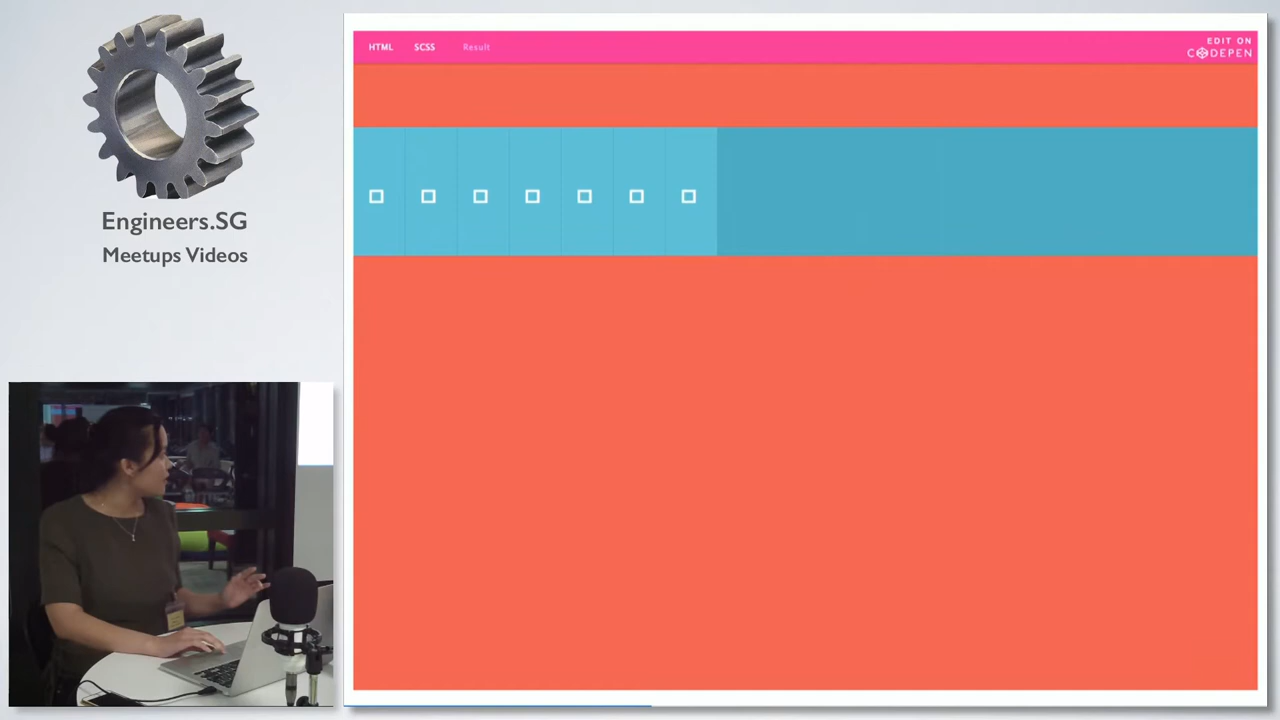 Engineers.SG
Meetups Videos
HTML SCSS Result
EDIT ON
CODEPEN